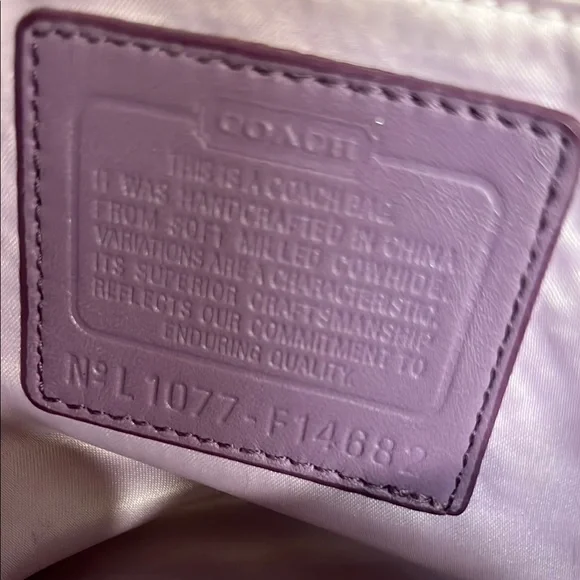 COACH
THIS IS A COACH BAG.
IT WAS HANDCRAFTED IN CHINA
FROM SOFT MILLED COWHIDE.
VARIATIONS ARE A CHARACTERISTIC,
ITS SUPERIOR CRAFTSMANSHIP
REFLECTS OUR COMMITMENT TO
ENDURING QUALITY.
Nº L1077-F14682